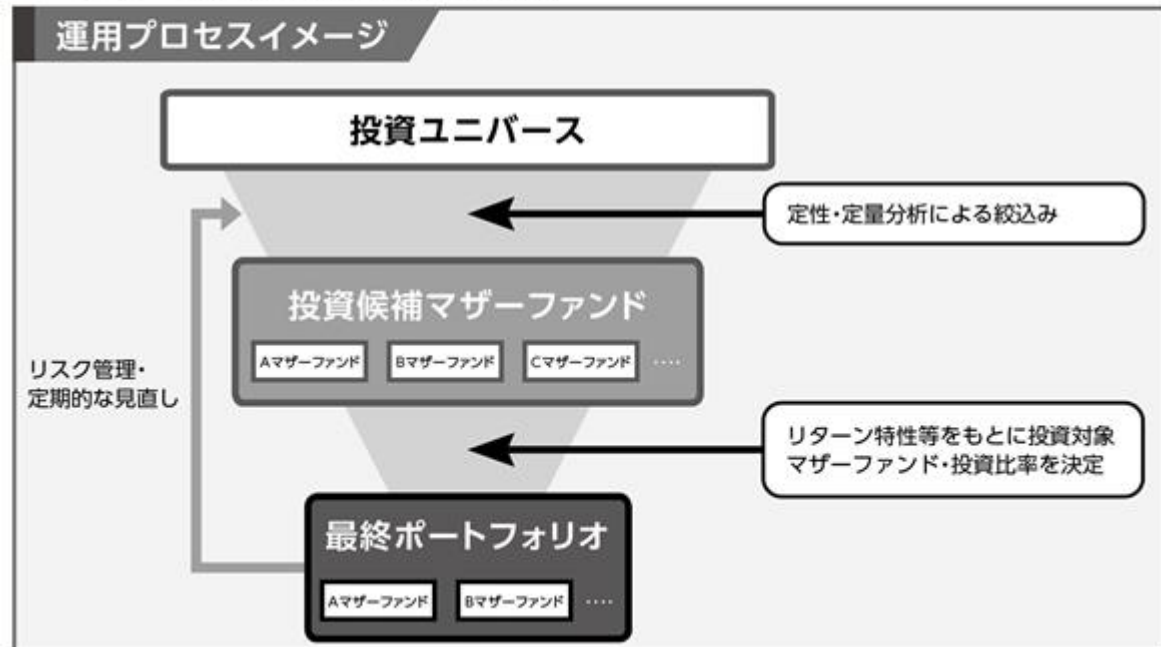 運用プロセスイメージ
投資ユニバース
定性・定量分析による絞込み
投資候補マザーファンド
Aマザーファンド Bマザーファンド Cマザーファンド ····
リスク管理・
定期的な見直し
リターン特性等をもとに投資対象
マザーファンド・投資比率を決定
最終ポートフォリオ
Aマザーファンド Bマザーファンド ····